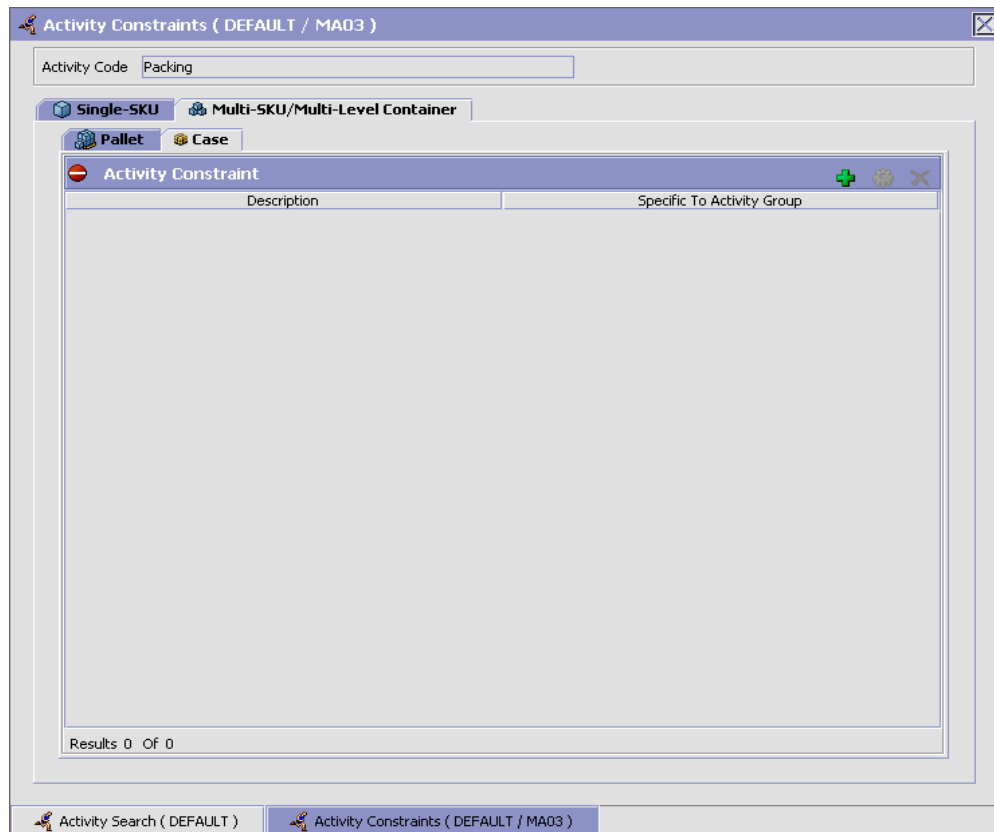 Activity Constraints ( DEFAULT / MA03 )
Activity Code Packing
Single-SKU Multi-SKU/Multi-Level Container
Pallet Case
Activity Constraint
Description Specific To Activity Group
Results 0 Of 0
Activity Search ( DEFAULT ) Activity Constraints ( DEFAULT / MA03 )